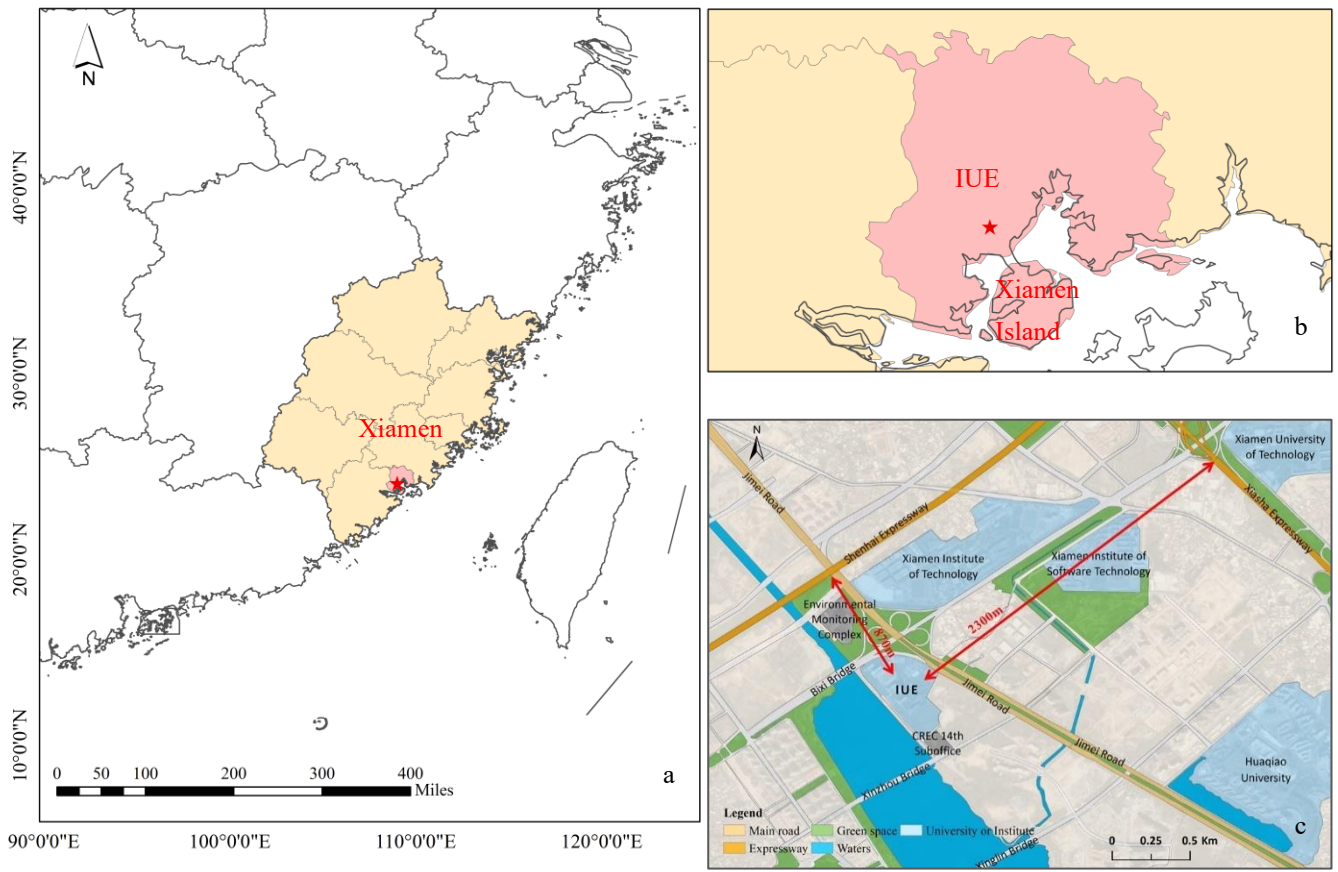 N
40°0'0"N
30°0'0"N
20°0'0"N
10°0'0"N
Xiamen
0
50
100
200
300
400
Miles
a
90°0'0"E
100°0'0"E
110°0'0"E
120°0'0"E
IUE
Xiamen
Island
b
N
Xiamen University
of Technology
Jimei Road
Shenhai Expressway
Xiasha Expressway
Xiamen Institute
of Technology
Xiamen Institute of
Software Technology
Environmental
Monitoring
Complex
870m
2300m
Bixi Bridge
IUE
Jimei Road
CREC 14th
Suboffice
Jimei Road
Xinzhou Bridge
Huaqiao
University
Legend
Main road
Green space
University or Institute
Expressway
Waters
Xinglin Bridge
0
0.25
0.5 Km
c